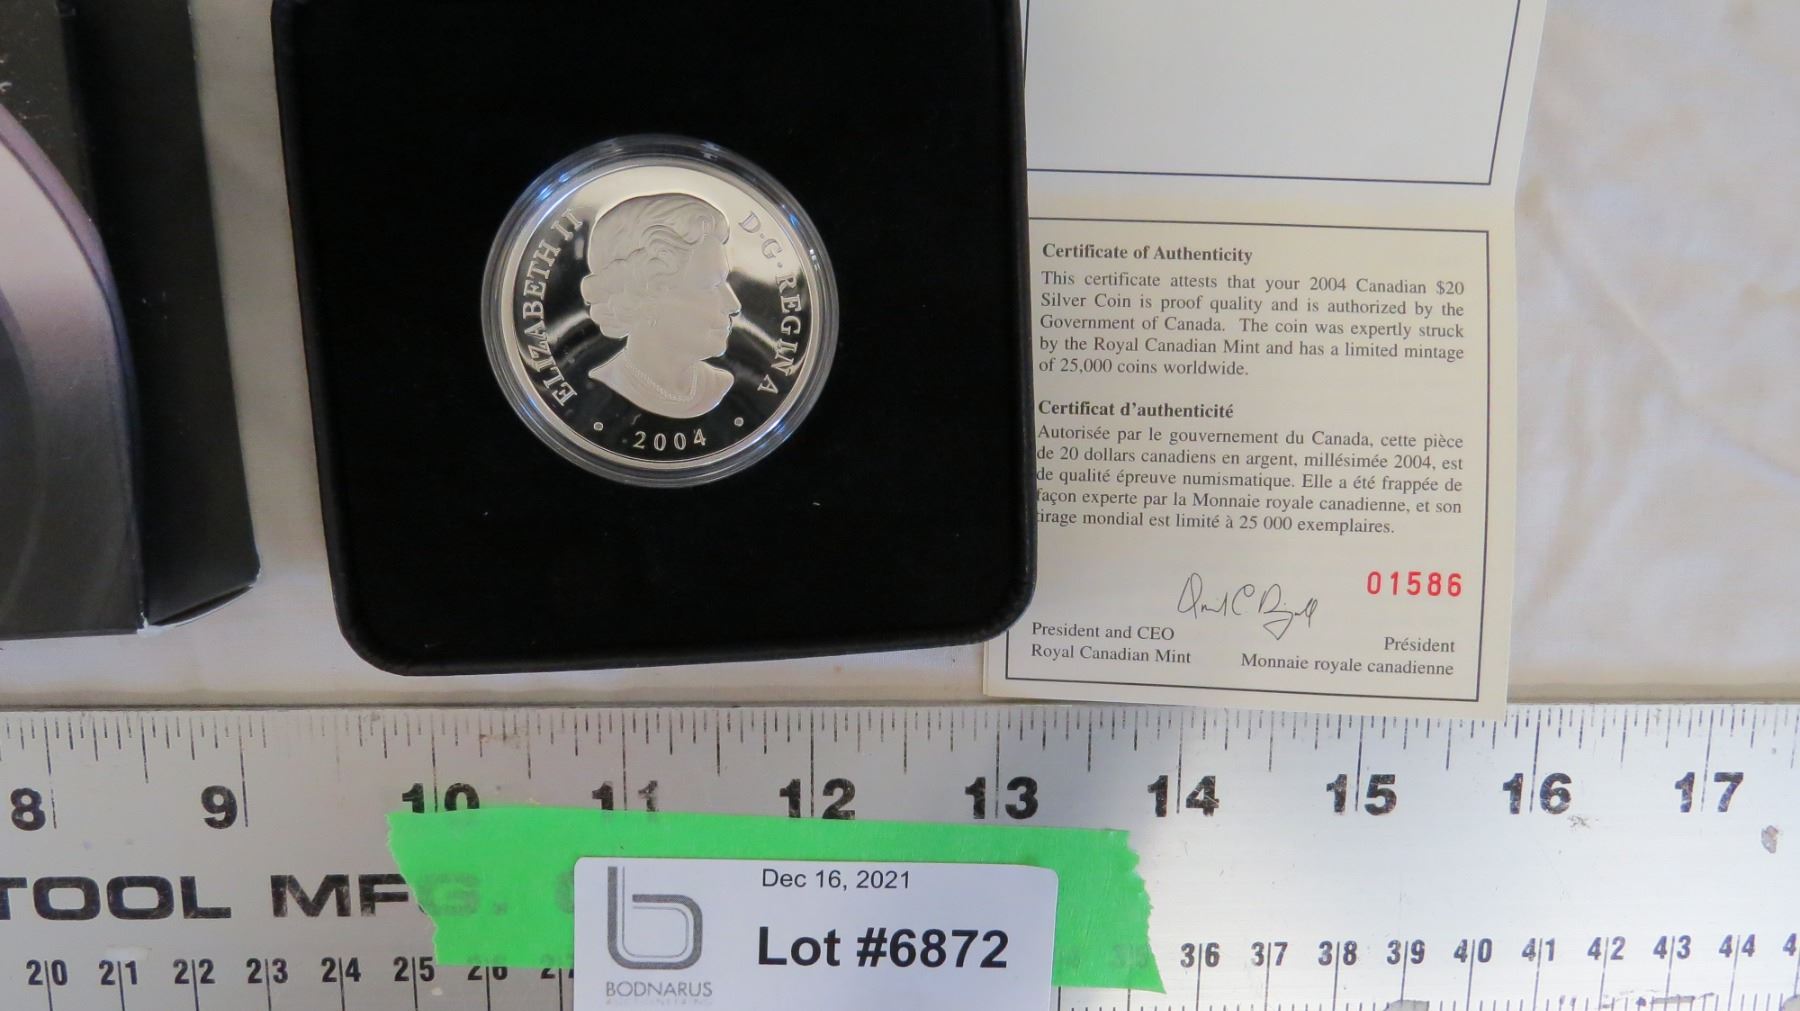 ELIZABETH II D·G·REGINA
2004
Certificate of Authenticity
This certificate attests that your 2004 Canadian $20
Silver Coin is proof quality and is authorized by the
Government of Canada. The coin was expertly struck
by the Royal Canadian Mint and has a limited mintage
of 25,000 coins worldwide.
Certificat d'authenticité
Autorisée par le gouvernement du Canada, cette pièce
de 20 dollars canadiens en argent, millésimée 2004, est
de qualité épreuve numismatique. Elle a été frappée de
façon experte par la Monnaie royale canadienne, et son
tirage mondial est limité à 25 000 exemplaires.
01586
President and CEO
Royal Canadian Mint
Président
Monnaie royale canadienne
8 9 10 11 12 13 14 15 16 17
TOOL MFG.
20 21 22 23 24 25 26 27 35 36 37 38 39 40 41 42 43 44
Dec 16, 2021
Lot #6872
BODNARUS
AUCTIONEERING